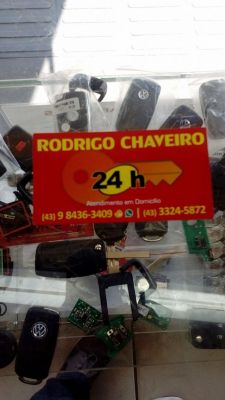 RODRIGO CHAVEIRO
24 h
Atendimento em Domicílio
(43) 9 8436-3409 | (43) 3324-5872